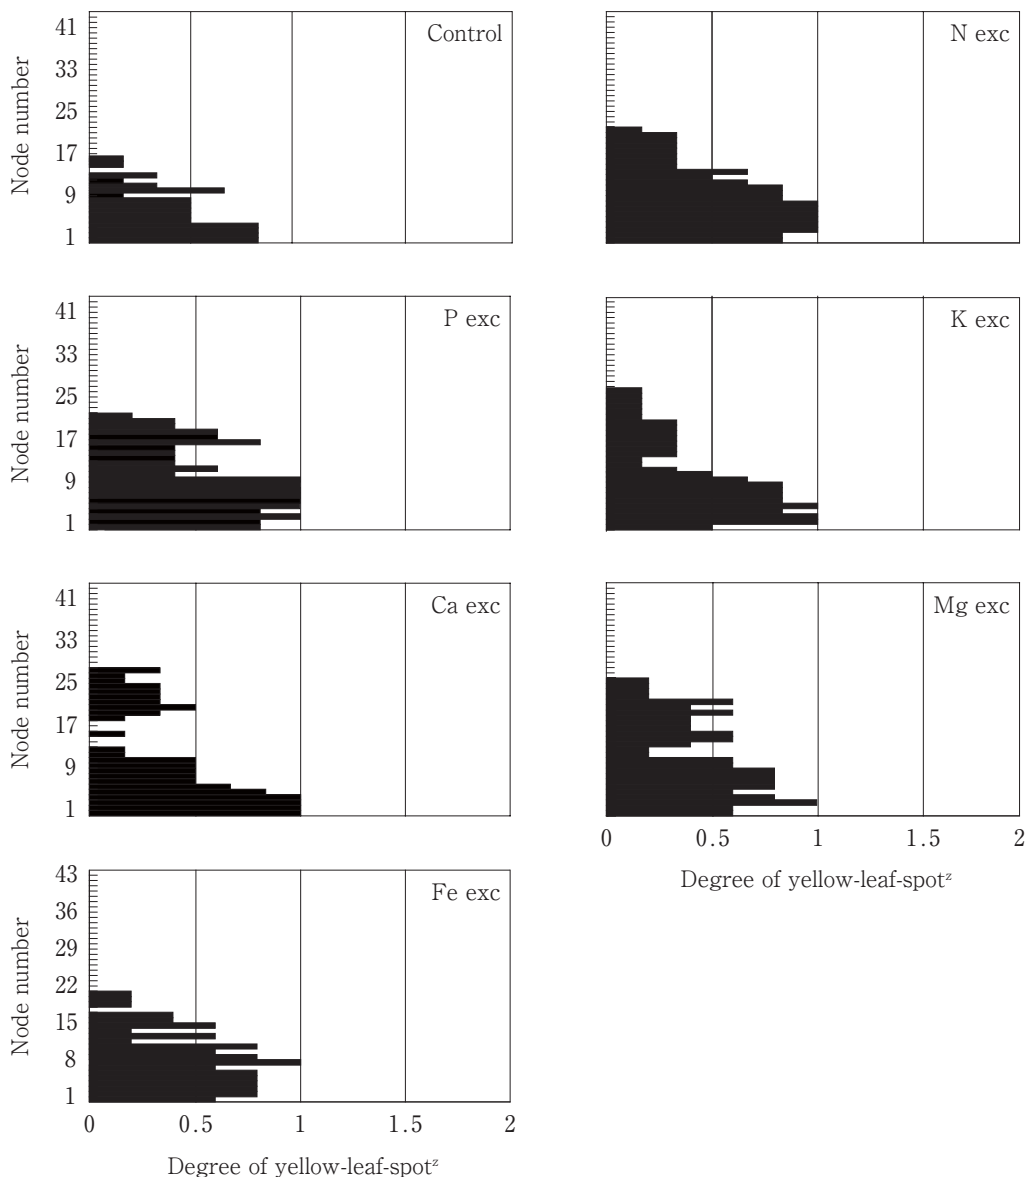 Control
Node number
41
33
25
17
9
1
N exc
P exc
Node number
41
33
25
17
9
1
K exc
Ca exc
Node number
41
33
25
17
9
1
Mg exc
0 0.5 1 1.5 2
Degree of yellow-leaf-spotᶻ
Fe exc
Node number
43
36
29
22
15
8
1
0 0.5 1 1.5 2
Degree of yellow-leaf-spotᶻ